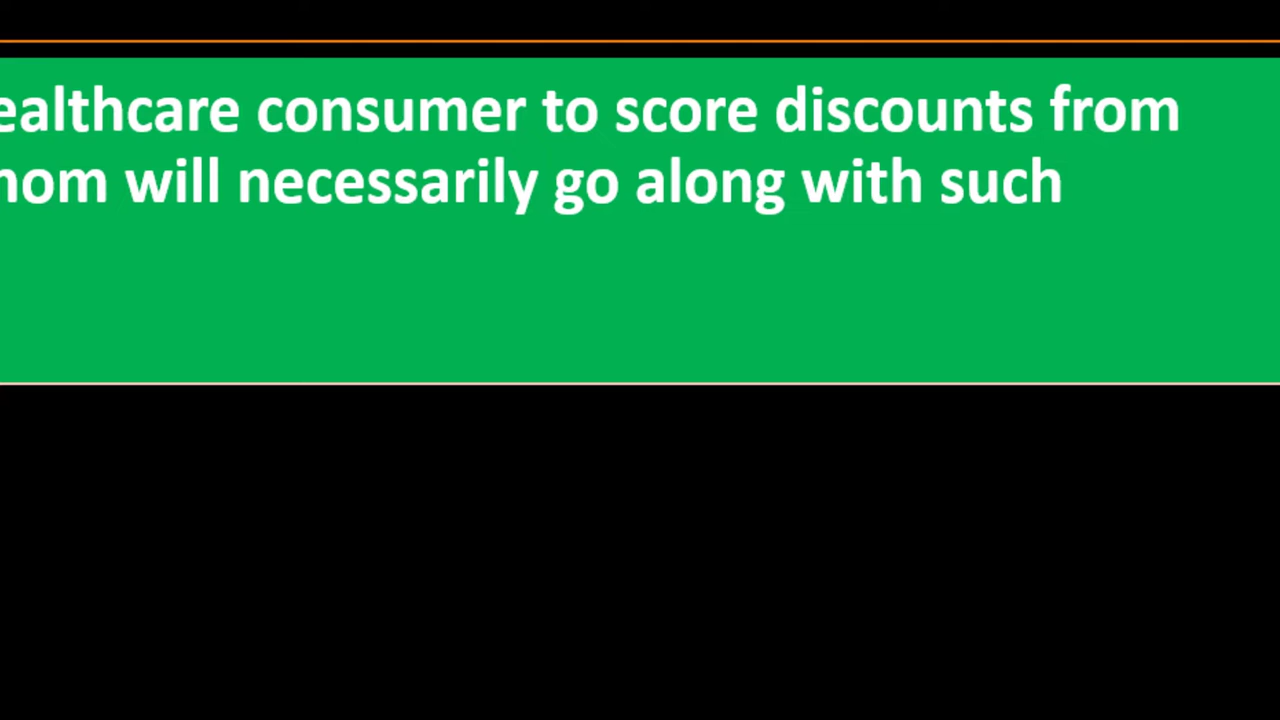 ealthcare consumer to score discounts from
hom will necessarily go along with such